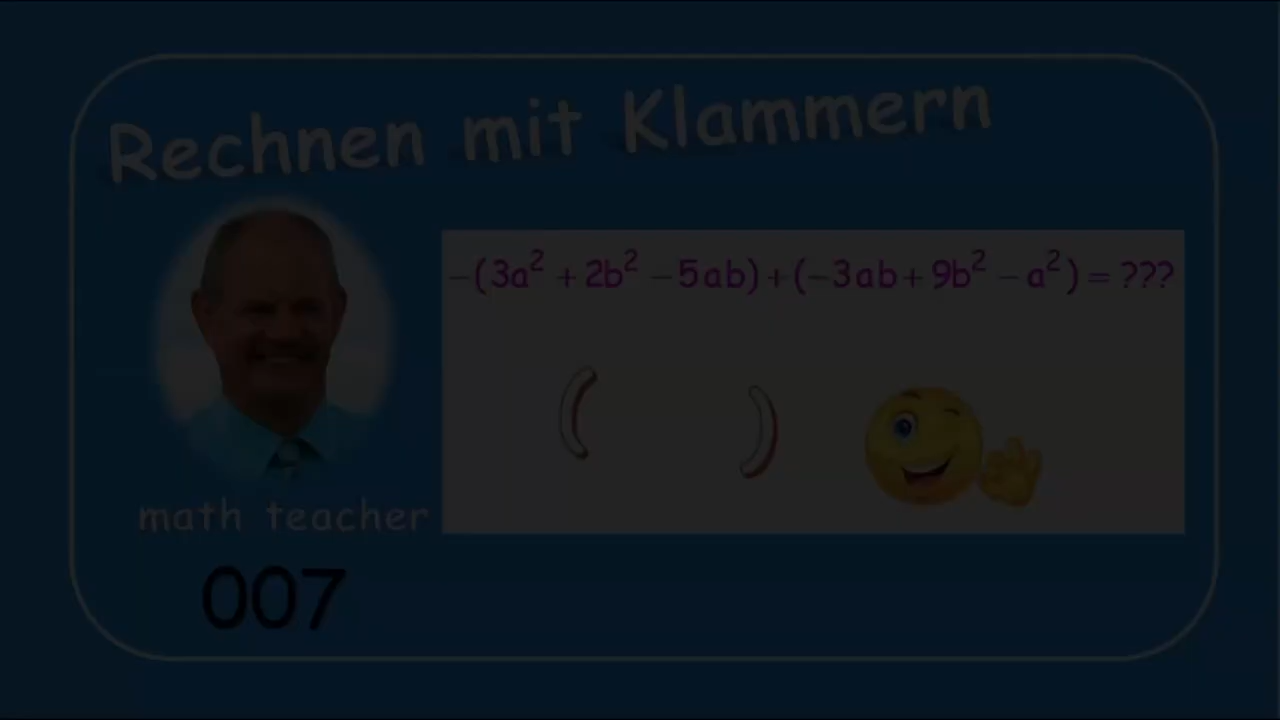 Rechnen mit Klammern
-(3a² + 2b² - 5ab) + (-3ab + 9b² - a²) = ???
( )
math teacher
007